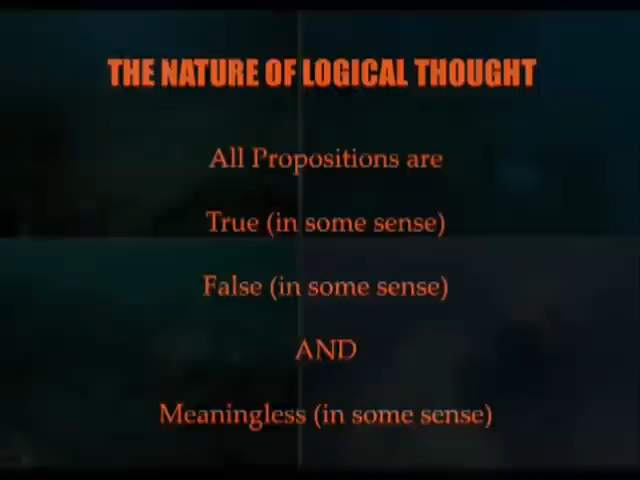 THE NATURE OF LOGICAL THOUGHT
All Propositions are
True (in some sense)
False (in some sense)
AND
Meaningless (in some sense)